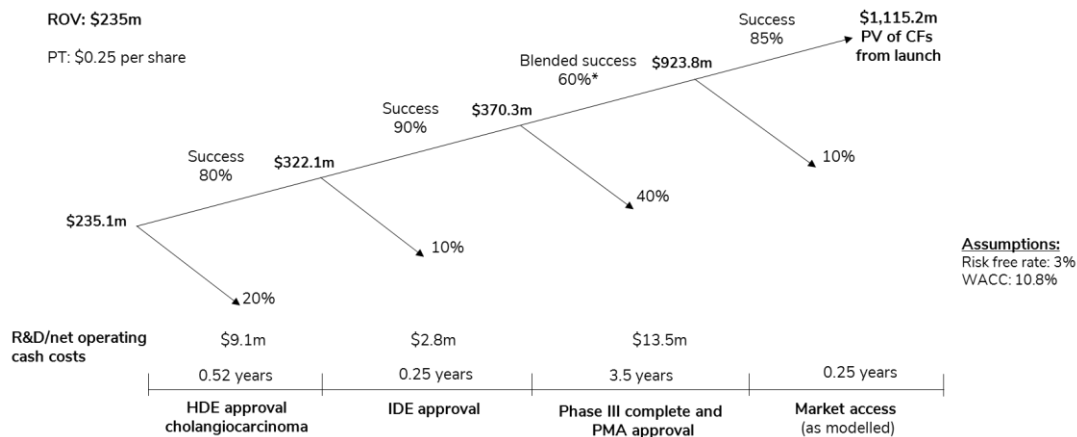 ROV: $235m
PT: $0.25 per share
$1,115.2m
PV of CFs
from launch
Success
85%
Blended success
60%*
$923.8m
Success
90%
$370.3m
10%
Success
80%
$322.1m
40%
$235.1m
10%
20%
Assumptions:
Risk free rate: 3%
WACC: 10.8%
R&D/net operating
cash costs
$9.1m
$2.8m
$13.5m
0.52 years
0.25 years
3.5 years
0.25 years
HDE approval
cholangiocarcinoma
IDE approval
Phase III complete and
PMA approval
Market access
(as modelled)